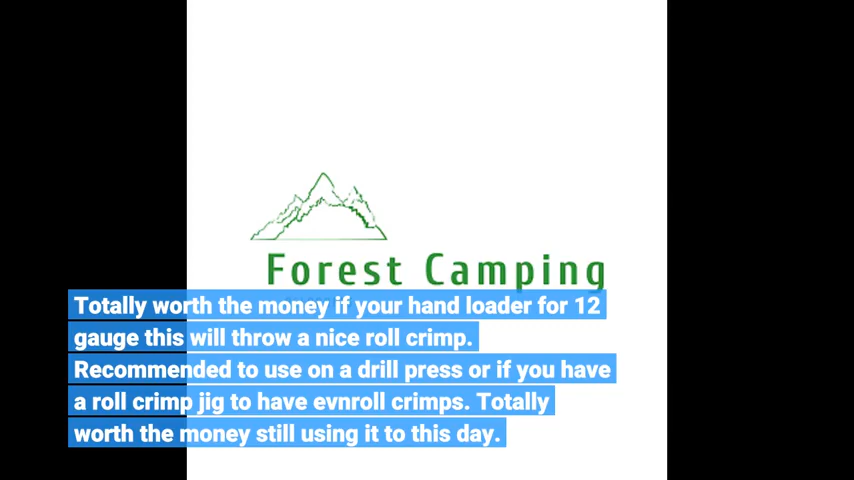 Forest Camping
Totally worth the money if your hand loader for 12
gauge this will throw a nice roll crimp.
Recommended to use on a drill press or if you have
a roll crimp jig to have evnroll crimps. Totally
worth the money still using it to this day.